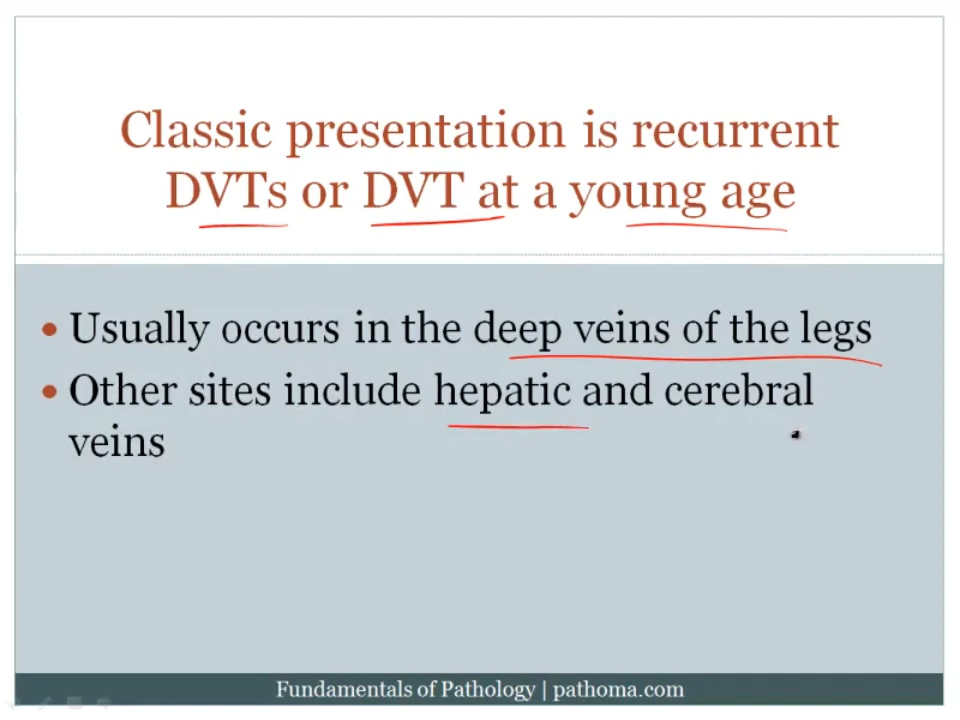 Classic presentation is recurrent
DVTs or DVT at a young age
• Usually occurs in the deep veins of the legs
• Other sites include hepatic and cerebral
veins
Fundamentals of Pathology | pathoma.com